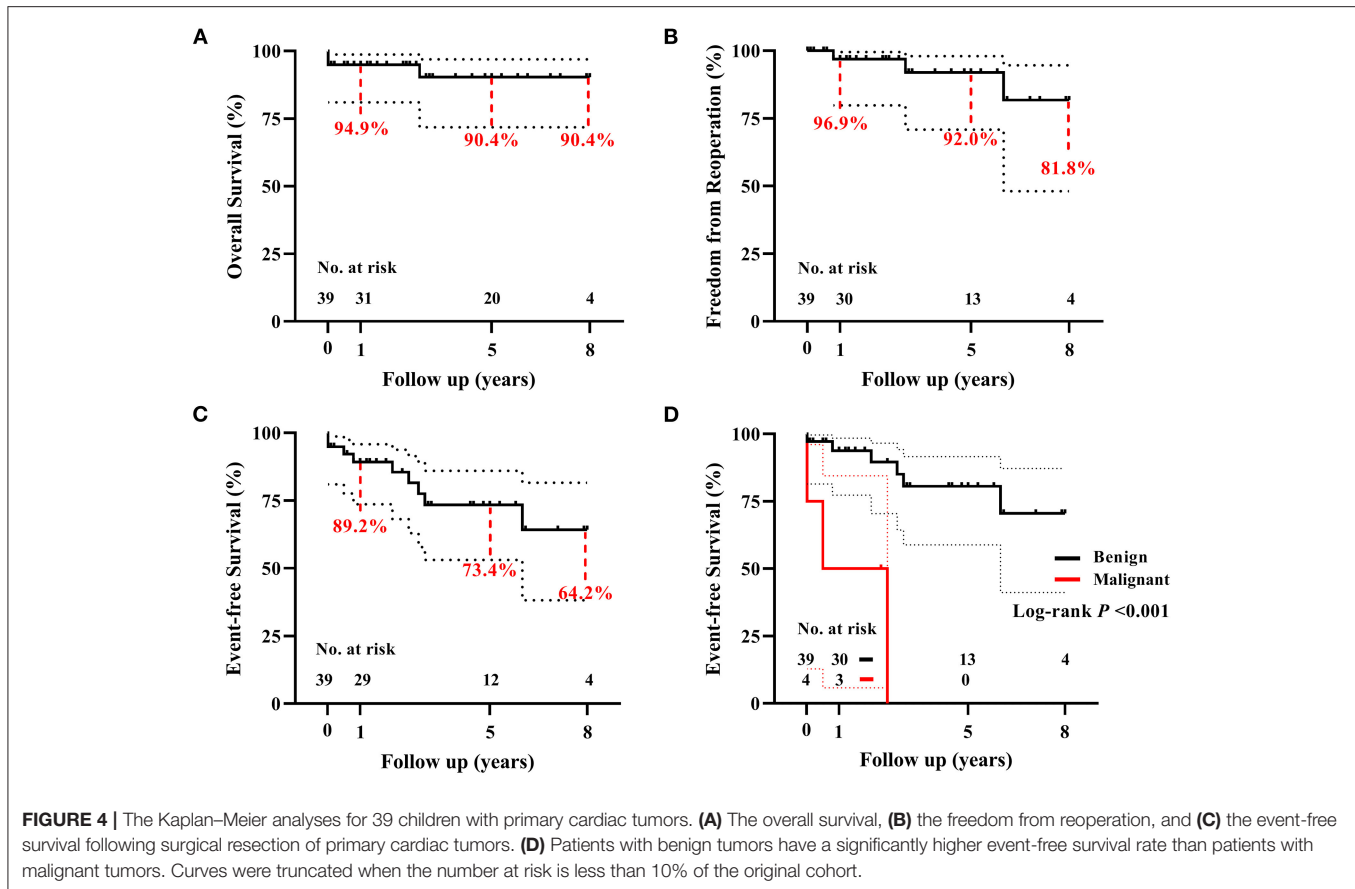 A
Overall Survival (%)
100
75
50
25
0
94.9%
90.4%
90.4%
No. at risk
39 31 20 4
0 1 5 8
Follow up (years)
B
Freedom from Reoperation (%)
100
75
50
25
0
96.9%
92.0%
81.8%
No. at risk
39 30 13 4
0 1 5 8
Follow up (years)
C
Event-free Survival (%)
100
75
50
25
0
89.2%
73.4%
64.2%
No. at risk
39 29 12 4
0 1 5 8
Follow up (years)
D
Event-free Survival (%)
100
75
50
25
0
Benign
Malignant
Log-rank P <0.001
No. at risk
39 30 13 4
4 3 0
0 1 5 8
Follow up (years)
FIGURE 4 | The Kaplan–Meier analyses for 39 children with primary cardiac tumors. (A) The overall survival, (B) the freedom from reoperation, and (C) the event-free
survival following surgical resection of primary cardiac tumors. (D) Patients with benign tumors have a significantly higher event-free survival rate than patients with
malignant tumors. Curves were truncated when the number at risk is less than 10% of the original cohort.